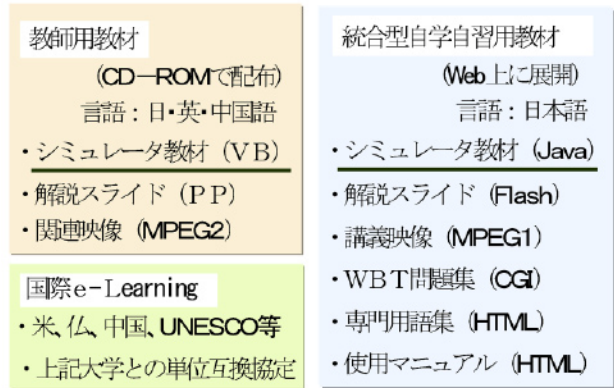 教師用教材
(CD－ROMで配布)
言語：日・英・中国語
・シミュレータ教材（ＶＢ）
・解説スライド（ＰＰ）
・関連映像（MPEG2）
国際e-Learning
・米、仏、中国、UNESCO等
・上記大学との単位互換協定
統合型自学自習用教材
(Web上に展開)
言語：日本語
・シミュレータ教材（Java）
・解説スライド（Flash）
・講義映像（MPEG1）
・ＷＢＴ問題集（CGI）
・専門用語集（HTML）
・使用マニュアル（HTML）